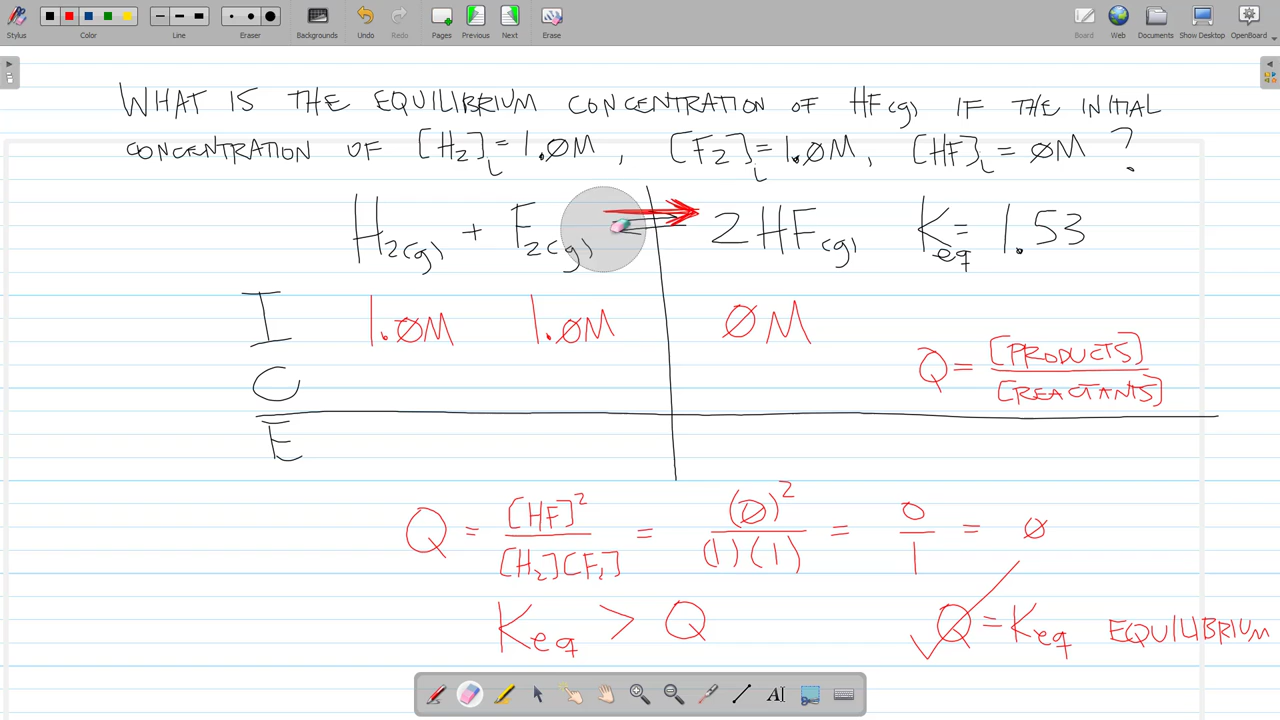 Stylus Color Line Eraser Backgrounds Undo Redo Pages Previous Next Erase Board Web Documents Show Desktop OpenBoard
WHAT IS THE EQUILIBRIUM CONCENTRATION OF HF(g) IF THE INITIAL
CONCENTRATION OF [H2]i = 1.0M, [F2]i = 1.0M, [HF]i = 0M ?
H2(g) + F2(g) 2HF(g) Keq = 1.53
I 1.0M 1.0M 0M
Q = [PRODUCTS] / [REACTANTS]
C
E
Q = [HF]² / [H2][F2] = (0)² / (1)(1) = 0 / 1 = 0
Keq > Q
Q = Keq EQUILIBRIUM